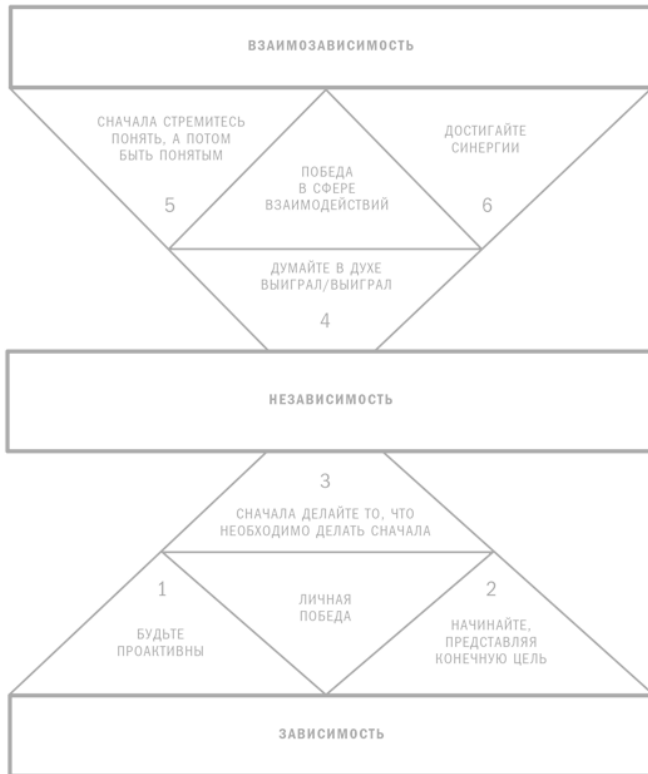 ВЗАИМОЗАВИСИМОСТЬ
СНАЧАЛА СТРЕМИТЕСЬ
ПОНЯТЬ, А ПОТОМ
БЫТЬ ПОНЯТЫМ
5
ПОБЕДА
В СФЕРЕ
ВЗАИМОДЕЙСТВИЙ
ДОСТИГАЙТЕ
СИНЕРГИИ
6
ДУМАЙТЕ В ДУХЕ
ВЫИГРАЛ/ВЫИГРАЛ
4
НЕЗАВИСИМОСТЬ
3
СНАЧАЛА ДЕЛАЙТЕ ТО, ЧТО
НЕОБХОДИМО ДЕЛАТЬ СНАЧАЛА
1
БУДЬТЕ
ПРОАКТИВНЫ
ЛИЧНАЯ
ПОБЕДА
2
НАЧИНАЙТЕ,
ПРЕДСТАВЛЯЯ
КОНЕЧНУЮ ЦЕЛЬ
ЗАВИСИМОСТЬ